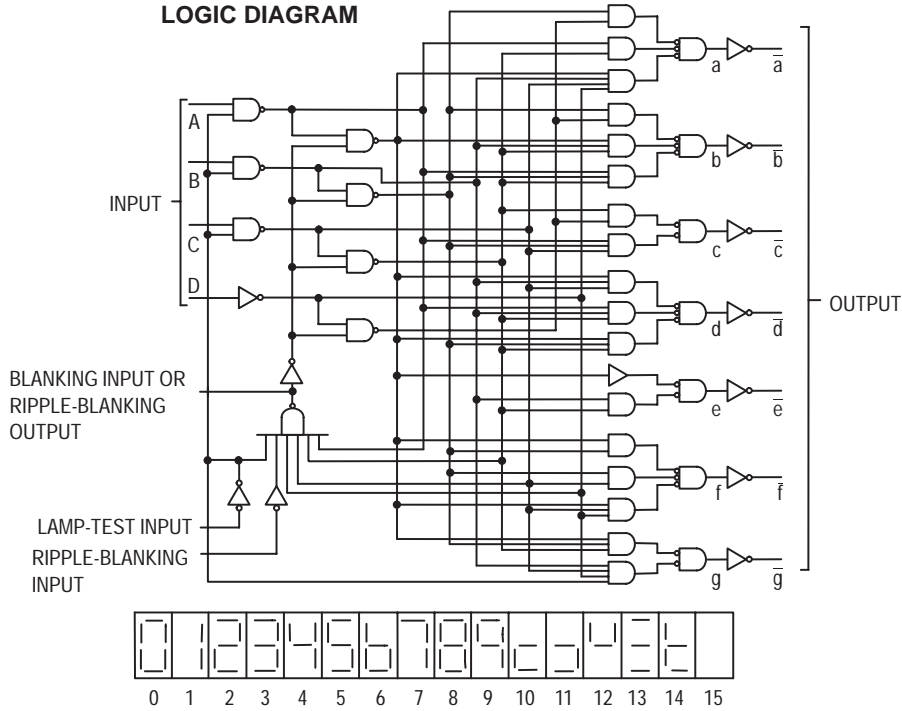 LOGIC DIAGRAM
INPUT
A
B
C
D
BLANKING INPUT OR
RIPPLE-BLANKING
OUTPUT
LAMP-TEST INPUT
RIPPLE-BLANKING
INPUT
a a̅
b b̅
c c̅
d d̅
e e̅
f f̅
g g̅
OUTPUT
0 1 2 3 4 5 6 7 8 9 10 11 12 13 14 15